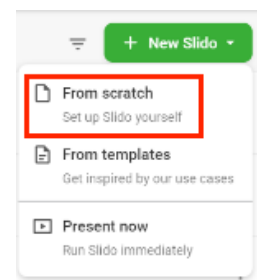 + New Slido
From scratch
Set up Slido yourself
From templates
Get inspired by our use cases
Present now
Run Slido immediately